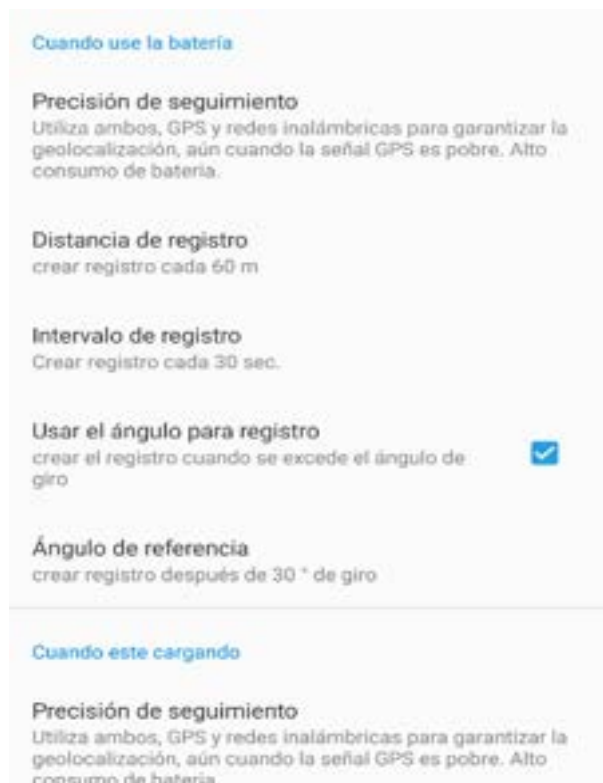 Cuando use la batería
Precisión de seguimiento
Utiliza ambos, GPS y redes inalámbricas para garantizar la
geolocalización, aún cuando la señal GPS es pobre. Alto
consumo de bateria.
Distancia de registro
crear registro cada 60 m
Intervalo de registro
Crear registro cada 30 sec.
Usar el ángulo para registro
crear el registro cuando se excede el ángulo de
giro
Ángulo de referencia
crear registro después de 30 ° de giro
Cuando este cargando
Precisión de seguimiento
Utiliza ambos, GPS y redes inalámbricas para garantizar la
geolocalización, aún cuando la señal GPS es pobre. Alto
consumo de bateria